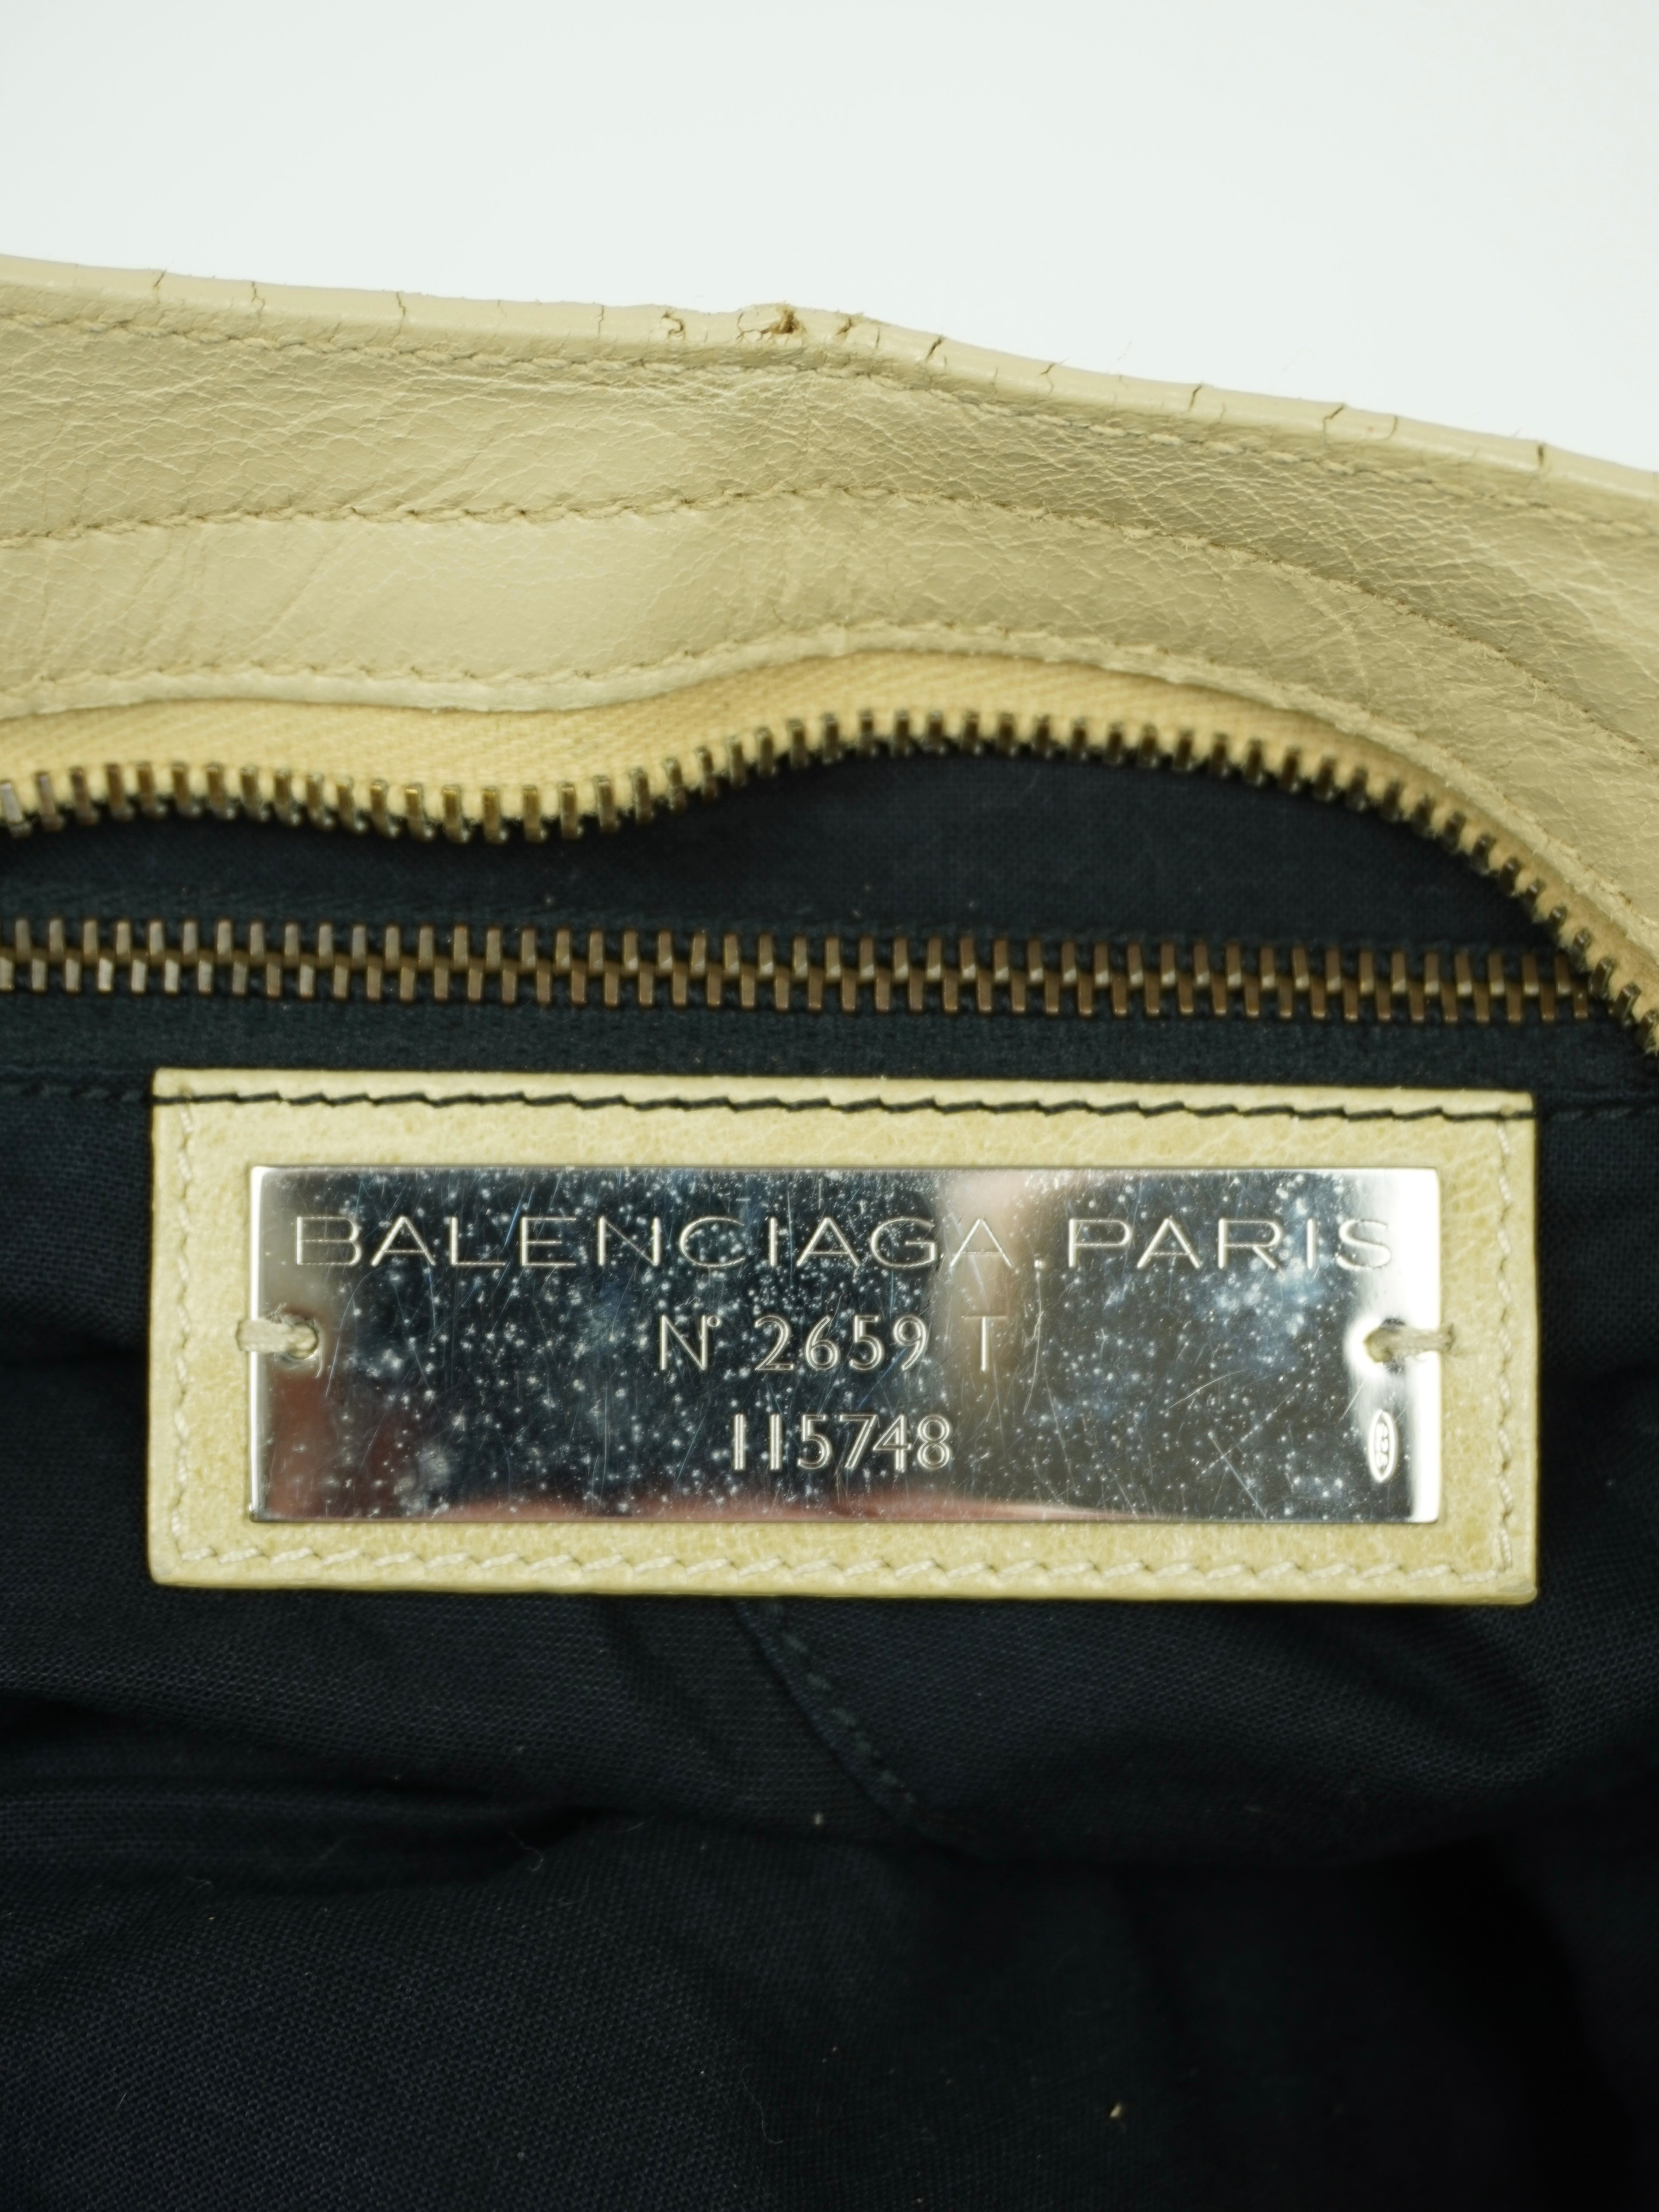 BALENCIAGA.PARIS
N° 2659 T
115748